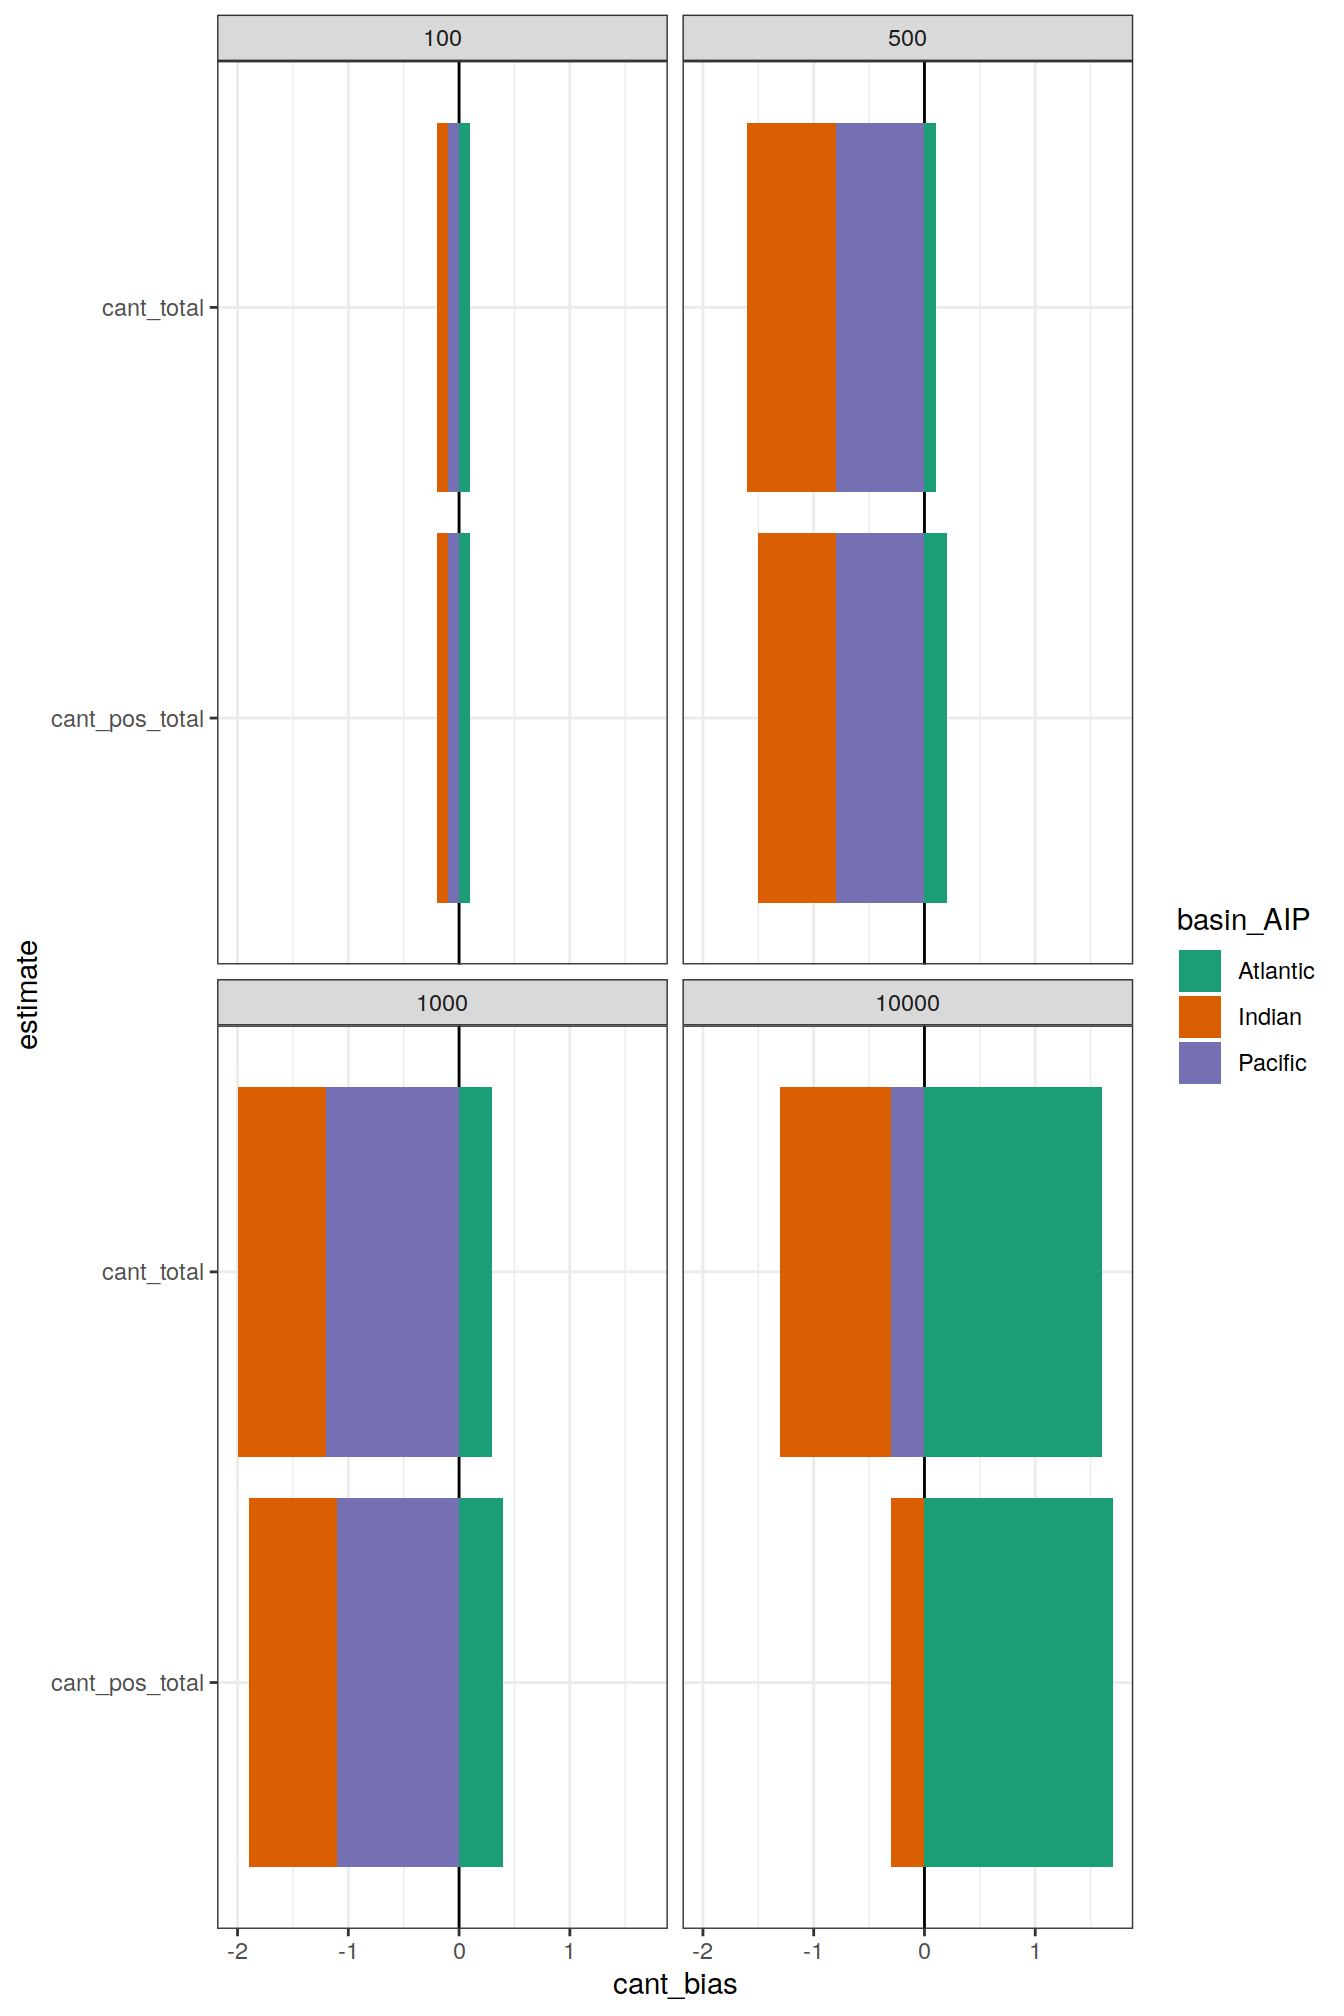 100
500
cant_total
cant_pos_total
estimate
1000
10000
cant_total
cant_pos_total
-2 -1 0 1
-2 -1 0 1
cant_bias
basin_AIP
Atlantic
Indian
Pacific